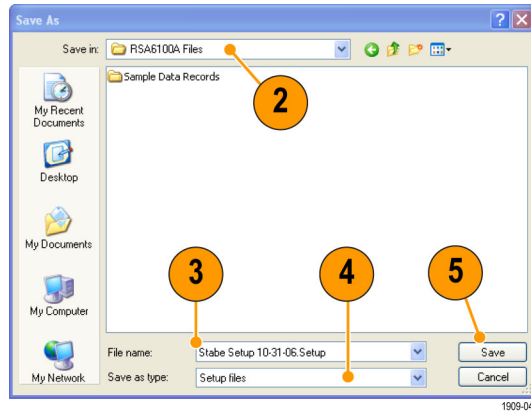 Save As
Save in: RSA6100A Files
2
Sample Data Records
My Recent
Documents
Desktop
My Documents
My Computer
My Network
3
4
5
File name: Stabe Setup 10-31-06.Setup
Save
Save as type: Setup files
Cancel
1909-04